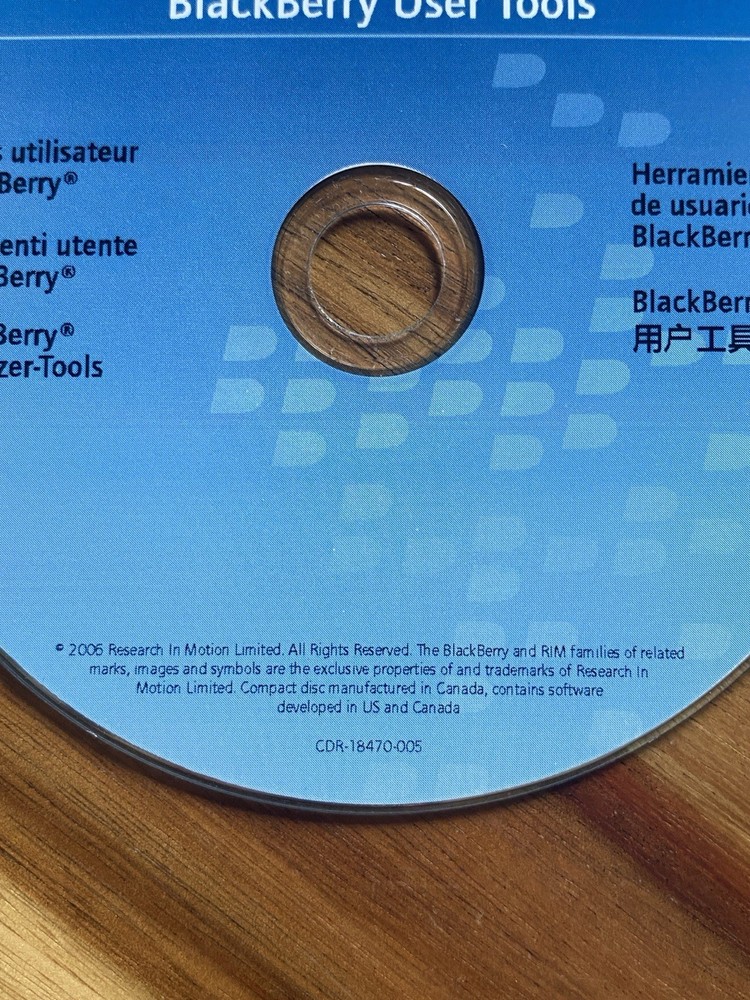 BlackBerry User Tools
utilisateur
Berry®
enti utente
Berry®
Berry®
zer-Tools
Herramie
de usuari
BlackBerr
BlackBerr
用户工具
© 2006 Research In Motion Limited. All Rights Reserved. The BlackBerry and RIM families of related
marks, images and symbols are the exclusive properties of and trademarks of Research In
Motion Limited. Compact disc manufactured in Canada, contains software
developed in US and Canada
CDR-18470-005